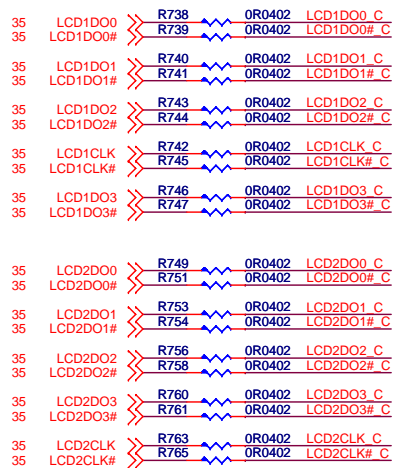 35 LCD1DO0 R738 0R0402 LCD1DO0_C
35 LCD1DO0# R739 0R0402 LCD1DO0#_C
35 LCD1DO1 R740 0R0402 LCD1DO1_C
35 LCD1DO1# R741 0R0402 LCD1DO1#_C
35 LCD1DO2 R743 0R0402 LCD1DO2_C
35 LCD1DO2# R744 0R0402 LCD1DO2#_C
35 LCD1CLK R742 0R0402 LCD1CLK_C
35 LCD1CLK# R745 0R0402 LCD1CLK#_C
35 LCD1DO3 R746 0R0402 LCD1DO3_C
35 LCD1DO3# R747 0R0402 LCD1DO3#_C
35 LCD2DO0 R749 0R0402 LCD2DO0_C
35 LCD2DO0# R751 0R0402 LCD2DO0#_C
35 LCD2DO1 R753 0R0402 LCD2DO1_C
35 LCD2DO1# R754 0R0402 LCD2DO1#_C
35 LCD2DO2 R756 0R0402 LCD2DO2_C
35 LCD2DO2# R758 0R0402 LCD2DO2#_C
35 LCD2DO3 R760 0R0402 LCD2DO3_C
35 LCD2DO3# R761 0R0402 LCD2DO3#_C
35 LCD2CLK R763 0R0402 LCD2CLK_C
35 LCD2CLK# R765 0R0402 LCD2CLK#_C